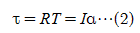 τ = RT = Iα⋯(2)